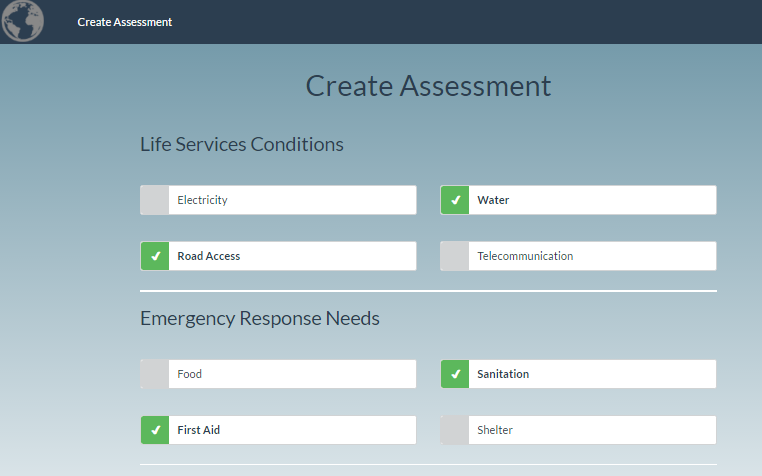 Create Assessment
Create Assessment
Life Services Conditions
Electricity
Water
Road Access
Telecommunication
Emergency Response Needs
Food
Sanitation
First Aid
Shelter